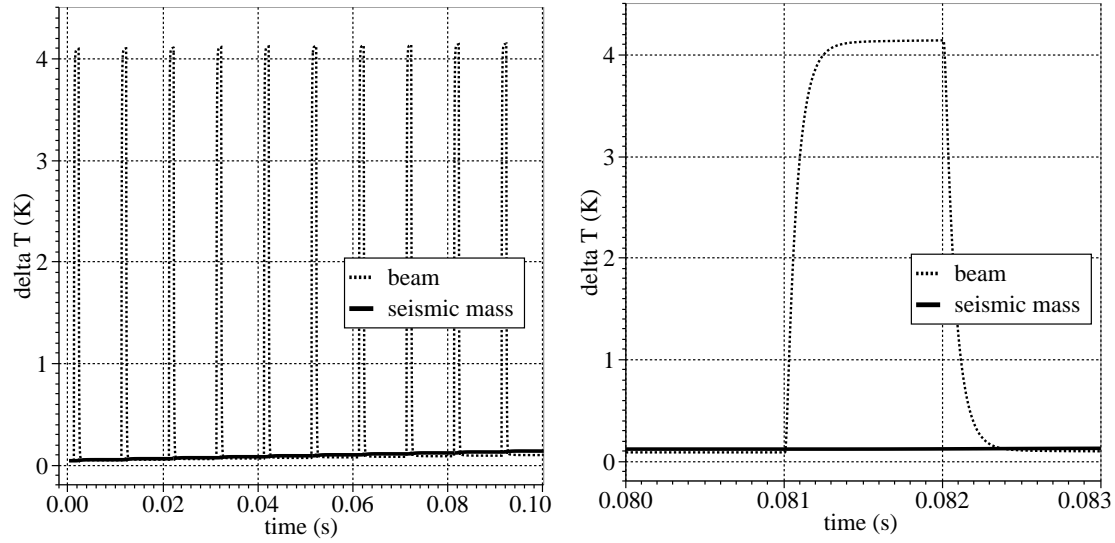 4
3
2
1
0
delta T (K)
0.00
0.02
0.04
0.06
0.08
0.10
time (s)
beam
seismic mass
4
3
2
1
0
delta T (K)
0.080
0.081
0.082
0.083
time (s)
beam
seismic mass